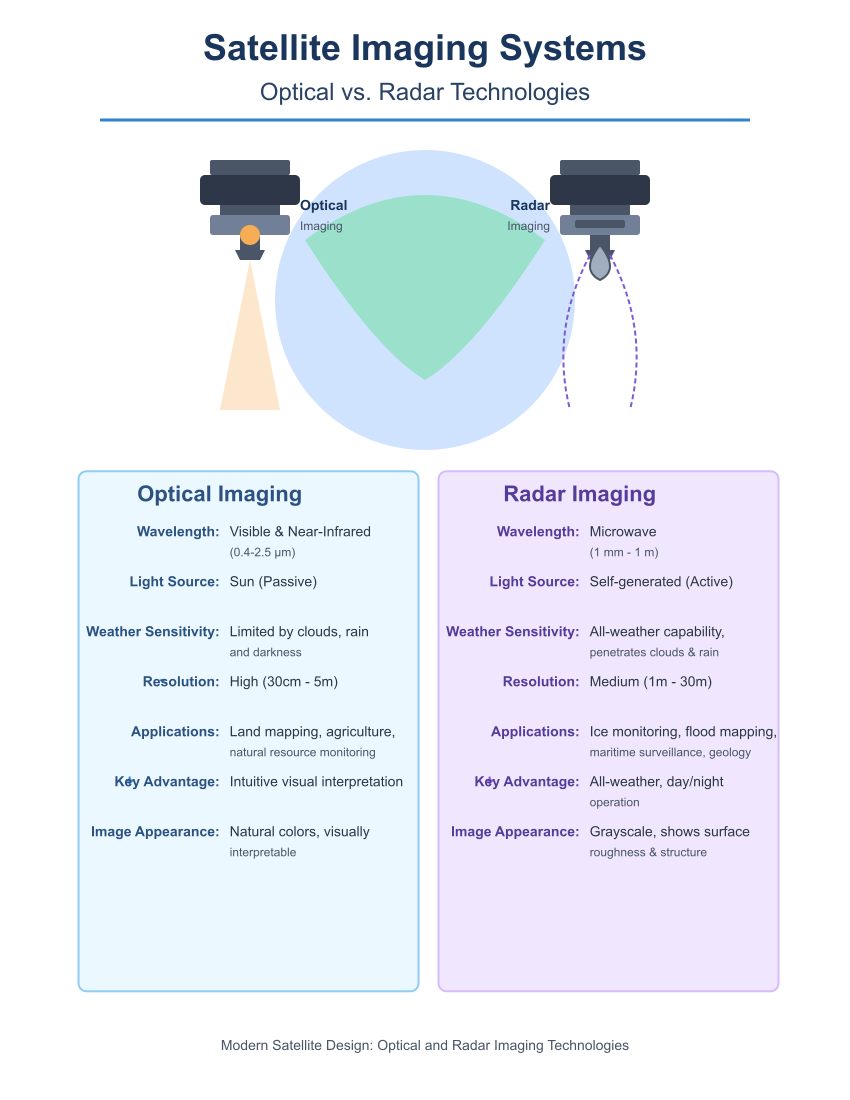 Satellite Imaging Systems
Optical vs. Radar Technologies
Optical
Imaging
Radar
Imaging
Optical Imaging
Wavelength: Visible & Near-Infrared
(0.4-2.5 μm)
Light Source: Sun (Passive)
Weather Sensitivity: Limited by clouds, rain
and darkness
Resolution: High (30cm - 5m)
Applications: Land mapping, agriculture,
natural resource monitoring
Key Advantage: Intuitive visual interpretation
Image Appearance: Natural colors, visually
interpretable
Radar Imaging
Wavelength: Microwave
(1 mm - 1 m)
Light Source: Self-generated (Active)
Weather Sensitivity: All-weather capability,
penetrates clouds & rain
Resolution: Medium (1m - 30m)
Applications: Ice monitoring, flood mapping,
maritime surveillance, geology
Key Advantage: All-weather, day/night
operation
Image Appearance: Grayscale, shows surface
roughness & structure
Modern Satellite Design: Optical and Radar Imaging Technologies